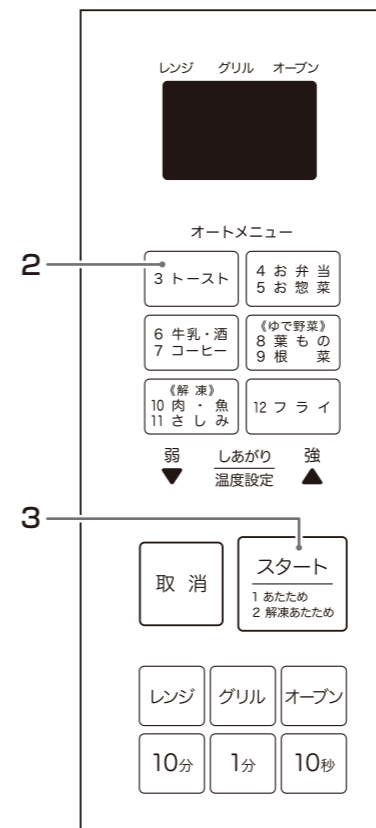 レンジ グリル オーブン
オートメニュー
2
3 トースト
4 お弁当
5 お惣菜
6 牛乳・酒
7 コーヒー
《ゆで野菜》
8 葉もの
9 根菜
《解凍》
10 肉・魚
11 さしみ
12 フライ
弱 しあがり 強
▼ 温度設定 ▲
3
取消
スタート
1 あたため
2 解凍あたため
レンジ グリル オーブン
10分 1分 10秒